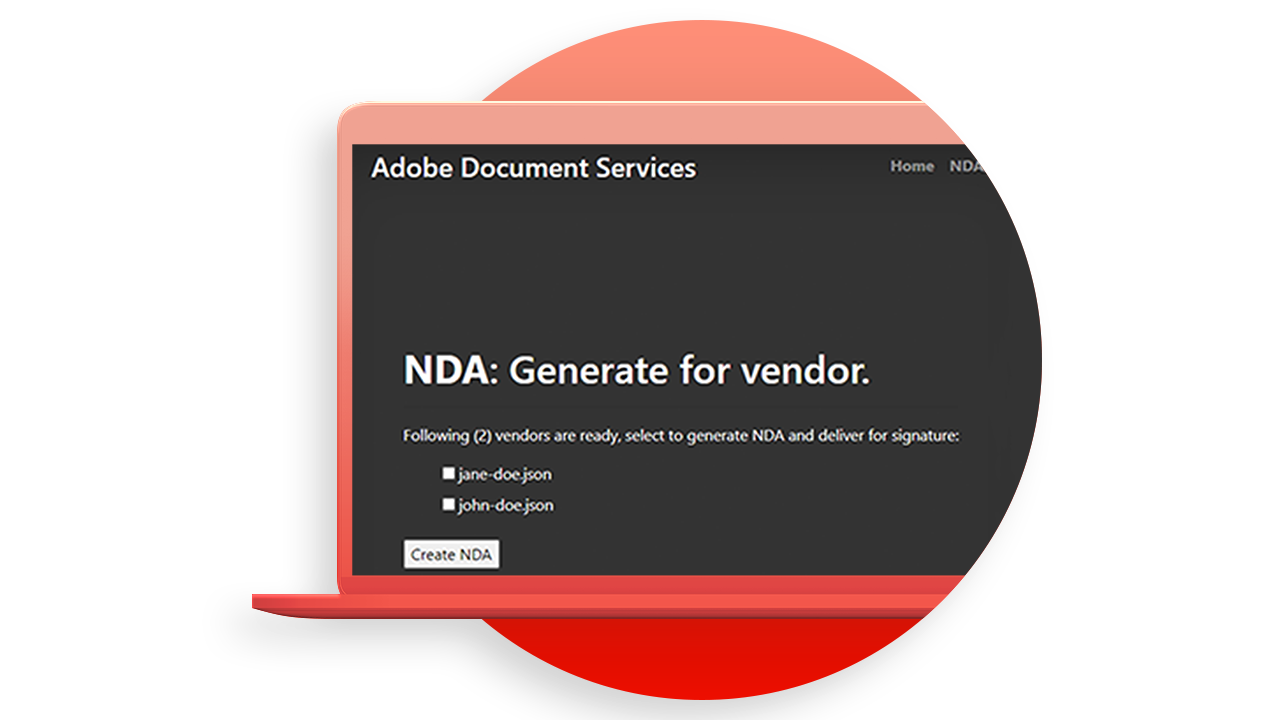 Adobe Document Services
Home NDA
NDA: Generate for vendor.
Following (2) vendors are ready, select to generate NDA and deliver for signature:
jane-doe.json
john-doe.json
Create NDA